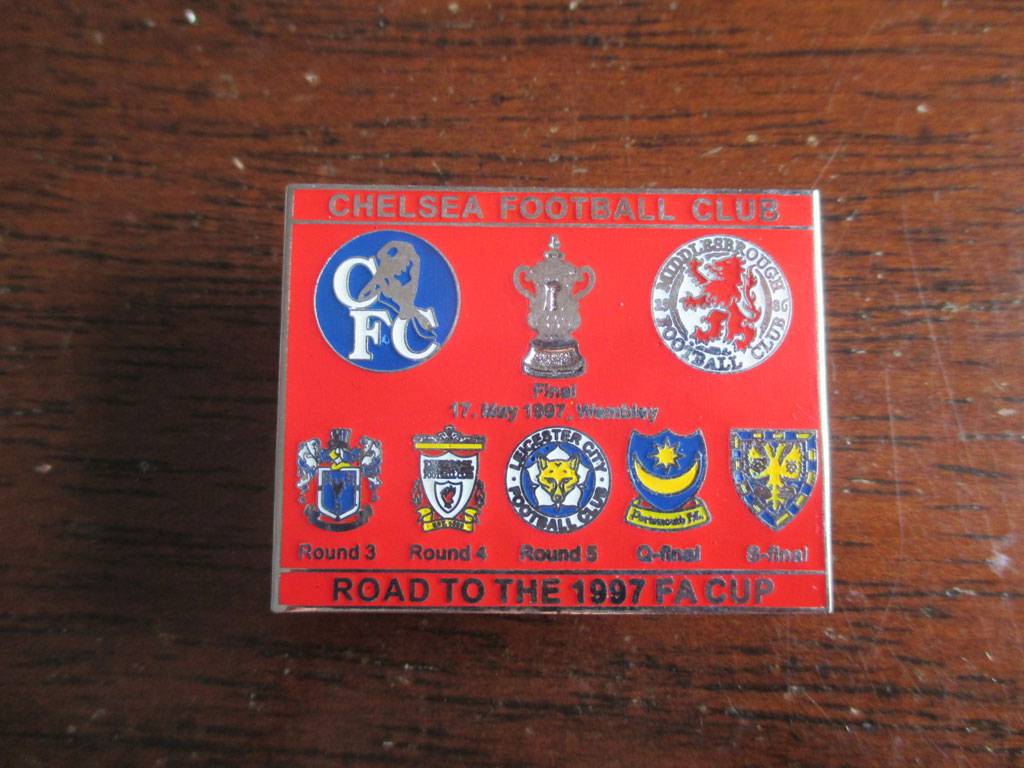 CHELSEA FOOTBALL CLUB
CFC
MIDDLESBROUGH
FOOTBALL CLUB
Final
17. May 1997, Wembley
LEICESTER CITY
FOOTBALL CLUB
Portsmouth F.C.
Round 3
Round 4
Round 5
Q-final
S-final
ROAD TO THE 1997 FA CUP